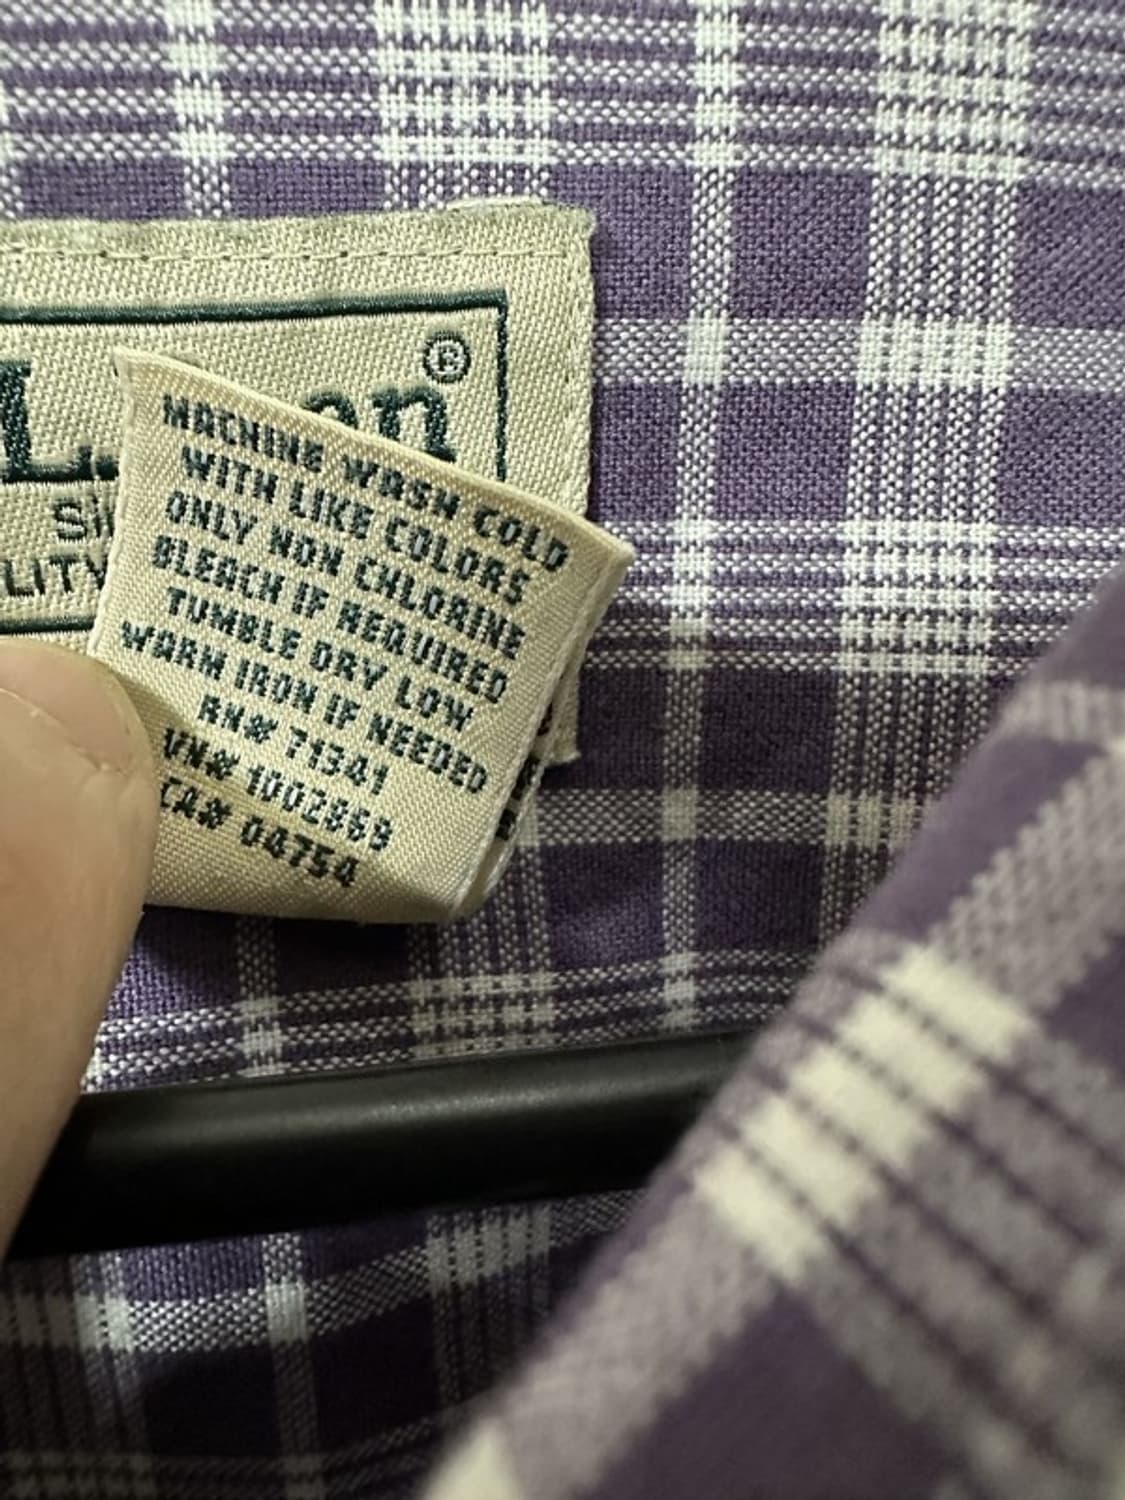 L.
an®
MACHINE WASH COLD
WITH LIKE COLORS
ONLY NON CHLORINE
BLEACH IF REQUIRED
TUMBLE DRY LOW
WARM IRON IF NEEDED
RN# 71341
VN# 1002869
CA# 04754